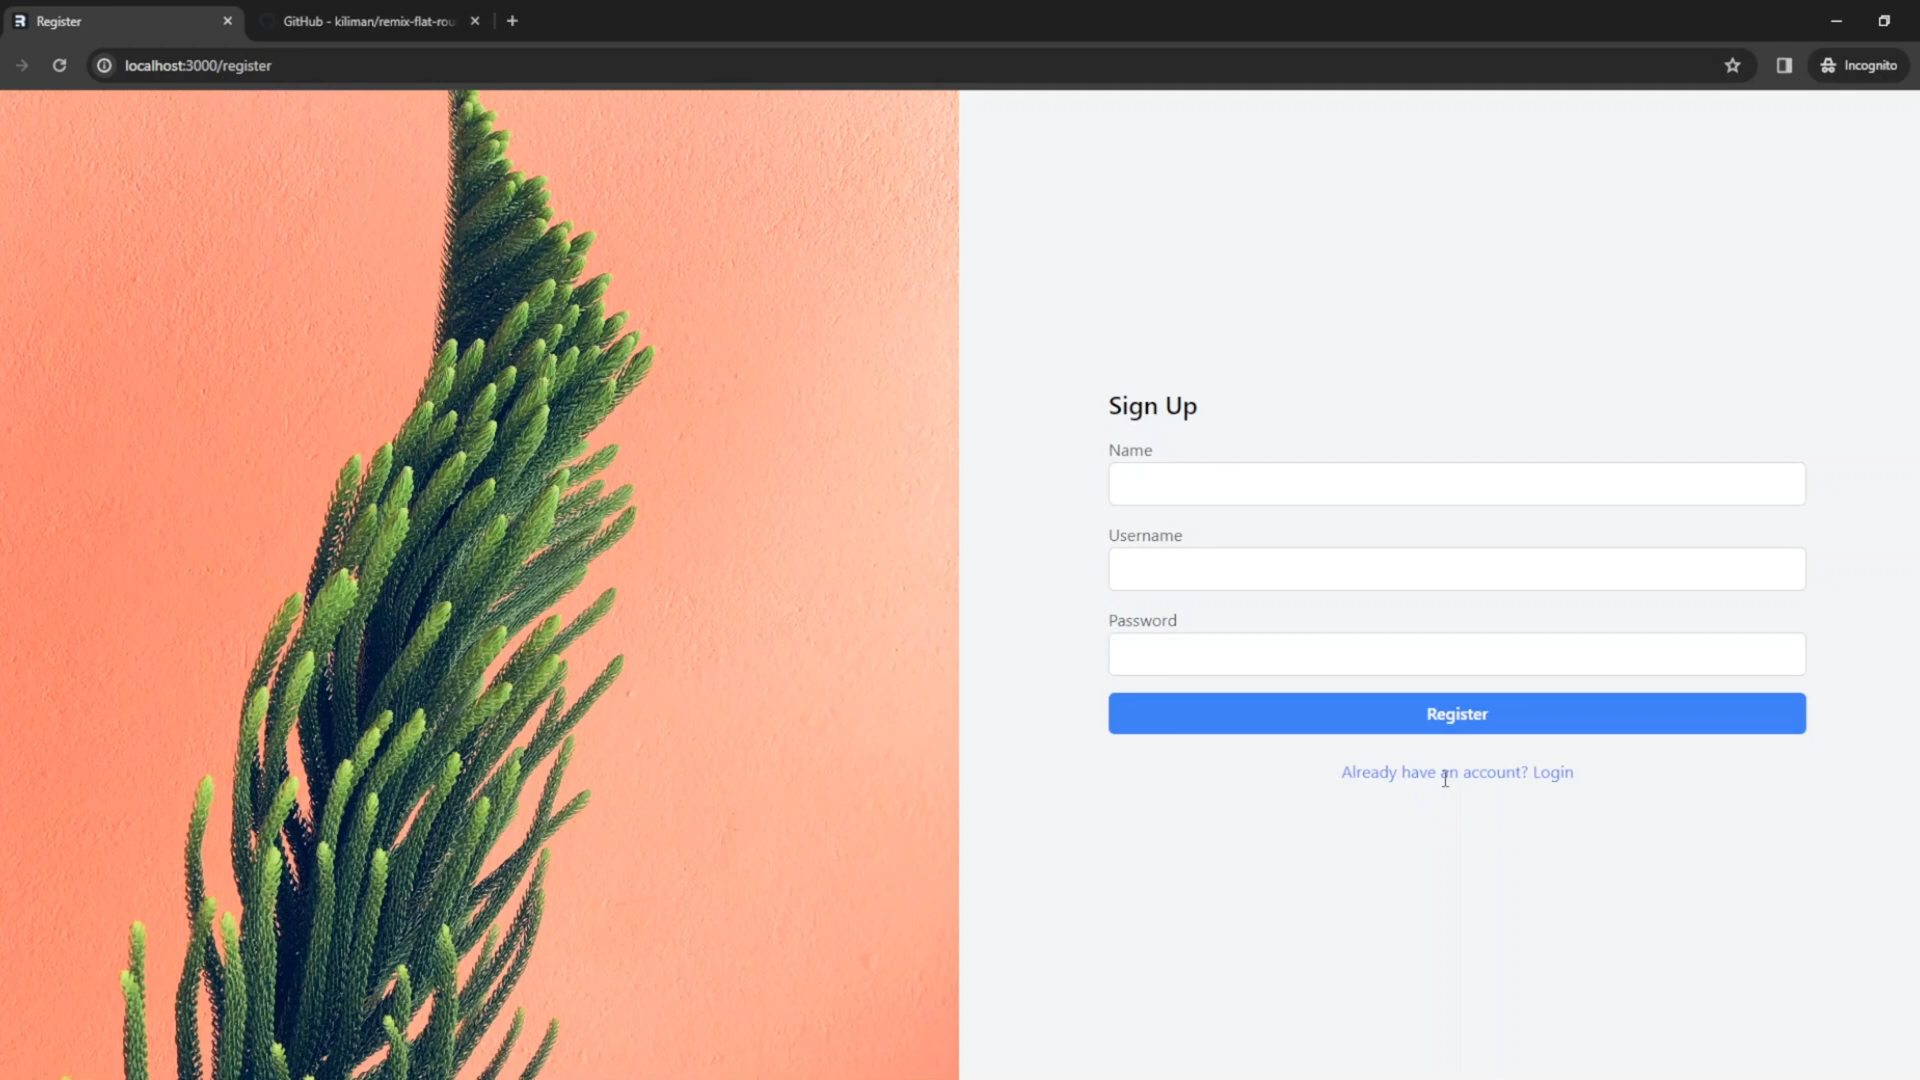 Register
GitHub - kiliman/remix-flat-rou
localhost:3000/register
Incognito
Sign Up
Name
Username
Password
Register
Already have an account? Login